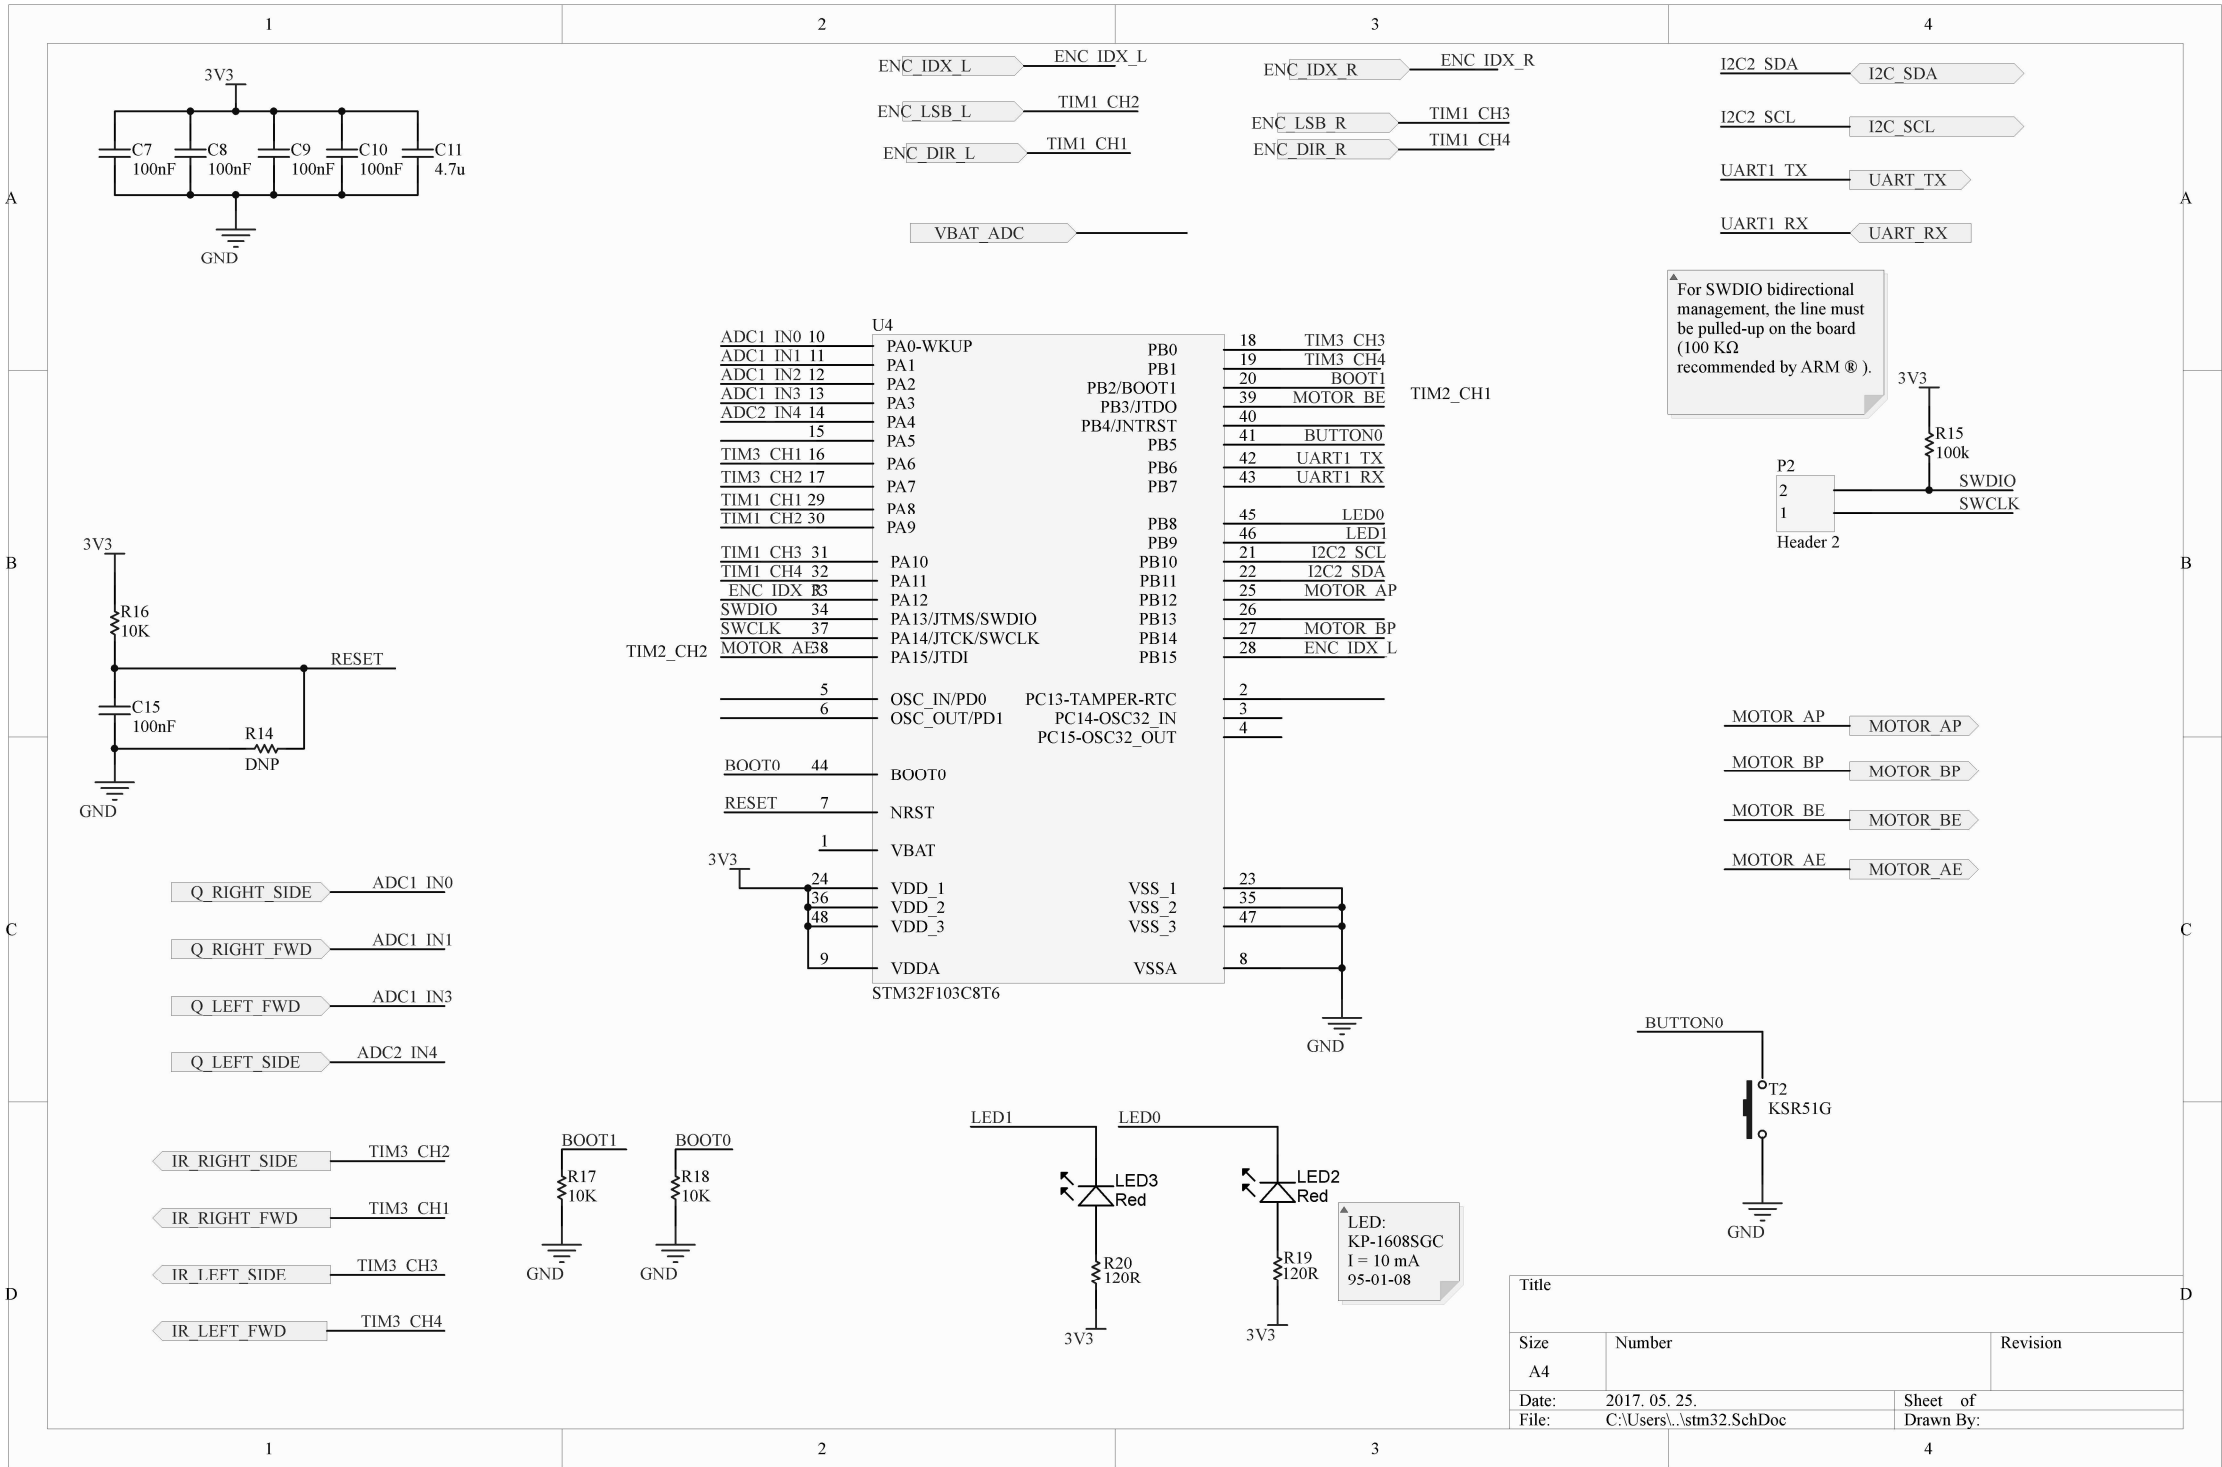 1 2 3 4
A
B
C
D
3V3
C7
100nF
C8
100nF
C9
100nF
C10
100nF
C11
4.7u
GND
ENC_IDX_L ENC_IDX_L
ENC_LSB_L TIM1_CH2
ENC_DIR_L TIM1_CH1
ENC_IDX_R ENC_IDX_R
ENC_LSB_R TIM1_CH3
ENC_DIR_R TIM1_CH4
VBAT_ADC
I2C2_SDA I2C_SDA
I2C2_SCL I2C_SCL
UART1_TX UART_TX
UART1_RX UART_RX
For SWDIO bidirectional
management, the line must
be pulled-up on the board
(100 KΩ
recommended by ARM ® ).
3V3
R15
100k
P2
2 SWDIO
1 SWCLK
Header 2
U4
ADC1_IN0 10 PA0-WKUP
ADC1_IN1 11 PA1
ADC1_IN2 12 PA2
ADC1_IN3 13 PA3
ADC2_IN4 14 PA4
15 PA5
TIM3_CH1 16 PA6
TIM3_CH2 17 PA7
TIM1_CH1 29 PA8
TIM1_CH2 30 PA9
TIM1_CH3 31 PA10
TIM1_CH4 32 PA11
ENC_IDX_R 33 PA12
SWDIO 34 PA13/JTMS/SWDIO
SWCLK 37 PA14/JTCK/SWCLK
TIM2_CH2 MOTOR_AE 38 PA15/JTDI
5 OSC_IN/PD0
6 OSC_OUT/PD1
BOOT0 44 BOOT0
RESET 7 NRST
1 VBAT
3V3
24 VDD_1
36 VDD_2
48 VDD_3
9 VDDA
PB0 18 TIM3_CH3
PB1 19 TIM3_CH4
PB2/BOOT1 20 BOOT1
PB3/JTDO 39 MOTOR_BE TIM2_CH1
PB4/JNTRST 40
PB5 41 BUTTON0
PB6 42 UART1_TX
PB7 43 UART1_RX
PB8 45 LED0
PB9 46 LED1
PB10 21 I2C2_SCL
PB11 22 I2C2_SDA
PB12 25 MOTOR_AP
PB13 26
PB14 27 MOTOR_BP
PB15 28 ENC_IDX_L
PC13-TAMPER-RTC 2
PC14-OSC32_IN 3
PC15-OSC32_OUT 4
VSS_1 23
VSS_2 35
VSS_3 47
VSSA 8
STM32F103C8T6
GND
3V3
R16
10K
RESET
C15
100nF
R14
DNP
GND
MOTOR_AP MOTOR_AP
MOTOR_BP MOTOR_BP
MOTOR_BE MOTOR_BE
MOTOR_AE MOTOR_AE
Q_RIGHT_SIDE ADC1_IN0
Q_RIGHT_FWD ADC1_IN1
Q_LEFT_FWD ADC1_IN3
Q_LEFT_SIDE ADC2_IN4
IR_RIGHT_SIDE TIM3_CH2
IR_RIGHT_FWD TIM3_CH1
IR_LEFT_SIDE TIM3_CH3
IR_LEFT_FWD TIM3_CH4
BOOT1
R17
10K
GND
BOOT0
R18
10K
GND
LED1
LED3
Red
R20
120R
3V3
LED0
LED2
Red
R19
120R
3V3
LED:
KP-1608SGC
I = 10 mA
95-01-08
BUTTON0
T2
KSR51G
GND
Title
Size Number Revision
A4
Date: 2017. 05. 25. Sheet of
File: C:\Users\..\stm32.SchDoc Drawn By:
A
B
C
D
1 2 3 4